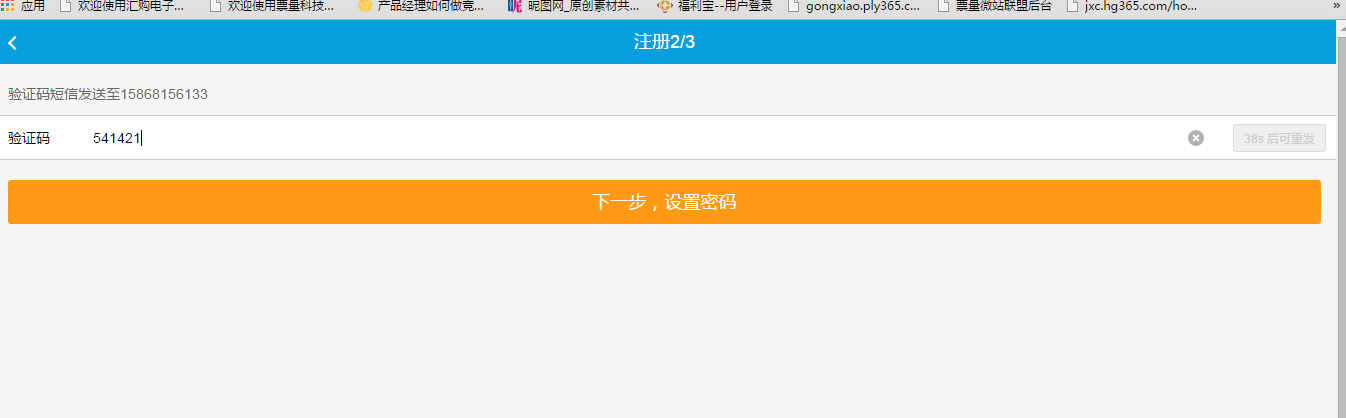 应用 欢迎使用汇购电子... 欢迎使用票量科技... 产品经理如何做竞... 昵图网_原创素材共... 福利宝--用户登录 gongxiao.ply365.c... 票量微站联盟后台 jxc.hg365.com/ho... »
注册2/3
验证码短信发送至15868156133
验证码 541421 38s 后可重发
下一步，设置密码